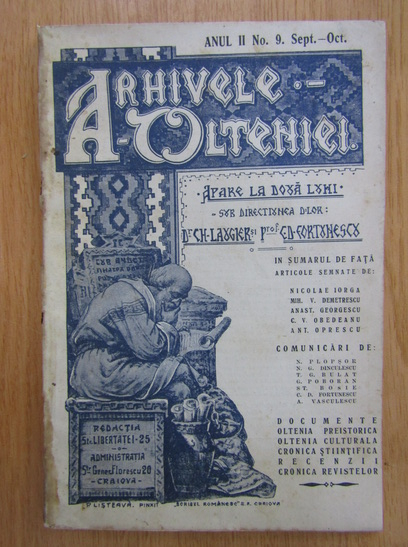 ANUL II No. 9. Sept.—Oct.
ARHIVELE
OLTENIEI.
APARE LA DOUĂ LUNI
SUB DIRECȚIUNEA D-LOR:
Dr CH. LAUGIER și Prof. C.D. FORTUNESCU
IN SUMARUL DE FAȚĂ
ARTICOLE SEMNATE DE:
NICOLAE IORGA
MIH. V. DEMETRESCU
ANAST. GEORGESCU
C. V. OBEDEANU
ANT. OPRESCU
COMUNICĂRI DE:
N. PLOPȘOR
N. G. DINCULESCU
T. G. BULAT
G. POBORAN
ST. BOSIE
C. D. FORTUNESCU
A. VASCULESCU
DOCUMENTE
OLTENIA PREISTORICA
OLTENIA CULTURALA
CRONICA ȘTIINȚIFICA
RECENZII
CRONICA REVISTELOR
REDACȚIA
Str. LIBERTATEI-25
ADMINISTRAȚIA
Str. Gener. Florescu 20
-CRAIOVA-
D. LISTEAVĂ, PINXIT
"SCRISUL ROMÂNESC" S.A. CRAIOVA